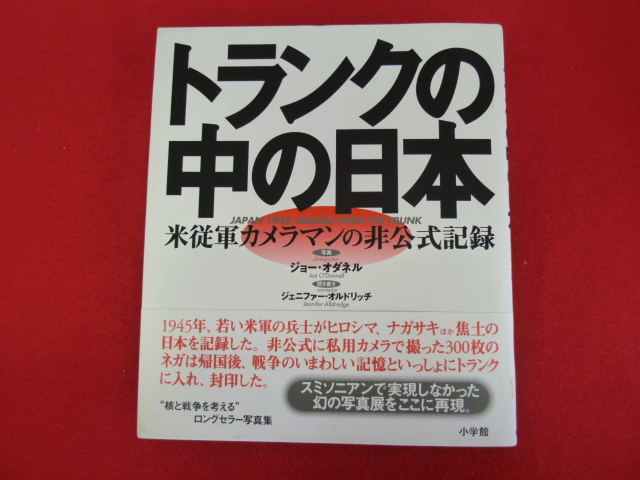 トランクの
中の日本
JAPAN 1945, IMAGES FROM THE TRUNK
米従軍カメラマンの非公式記録
写真
photographs
ジョー・オダネル
Joe O'Donnell
聞き書き
ジェニファー・オルドリッチ
Jennifer Alldredge
1945年、若い米軍の兵士がヒロシマ、ナガサキほか焦土の
日本を記録した。非公式に私用カメラで撮った300枚の
ネガは帰国後、戦争のいまわしい記憶といっしょにトランク
に入れ、封印した。
スミソニアンで実現しなかった
幻の写真展をここに再現。
“核と戦争を考える”
ロングセラー写真集
小学館